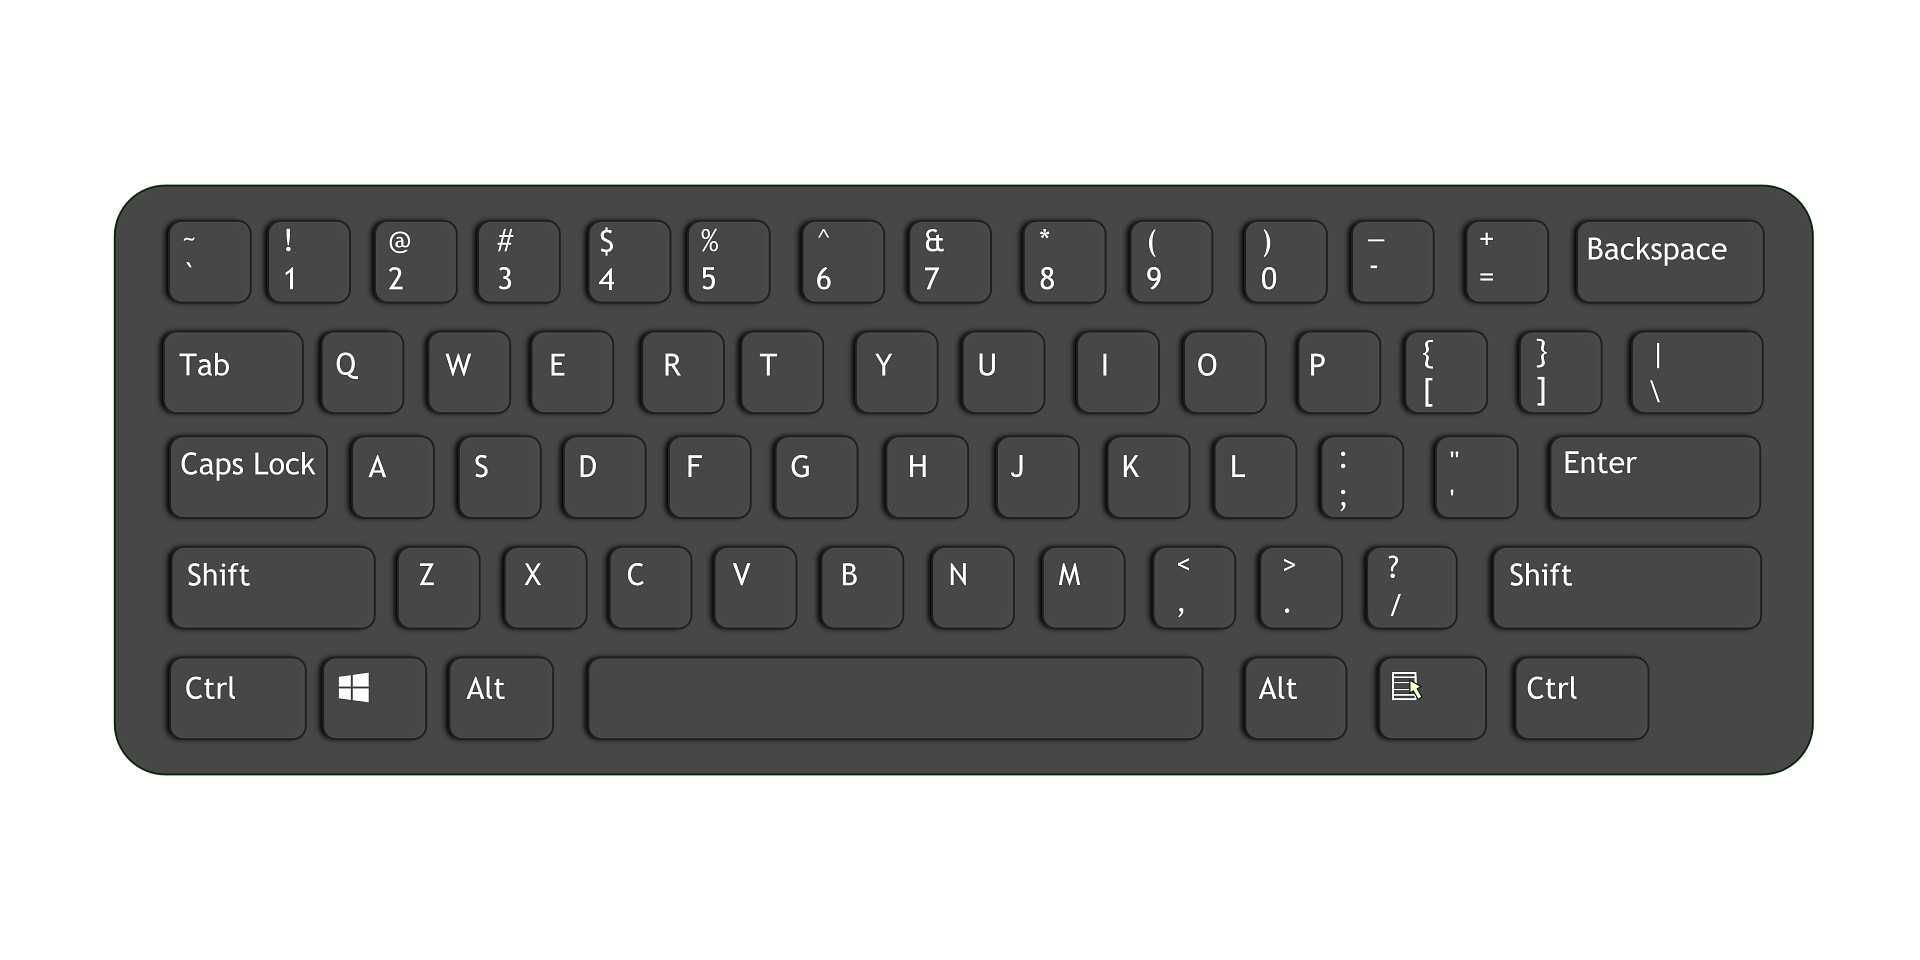 ~ ! @ # $ % ^ & * ( ) — + Backspace
` 1 2 3 4 5 6 7 8 9 0 - =
Tab Q W E R T Y U I O P { } |
[ ] \
Caps Lock A S D F G H J K L : " Enter
; '
Shift Z X C V B N M < > ? Shift
, . /
Ctrl Alt Alt Ctrl